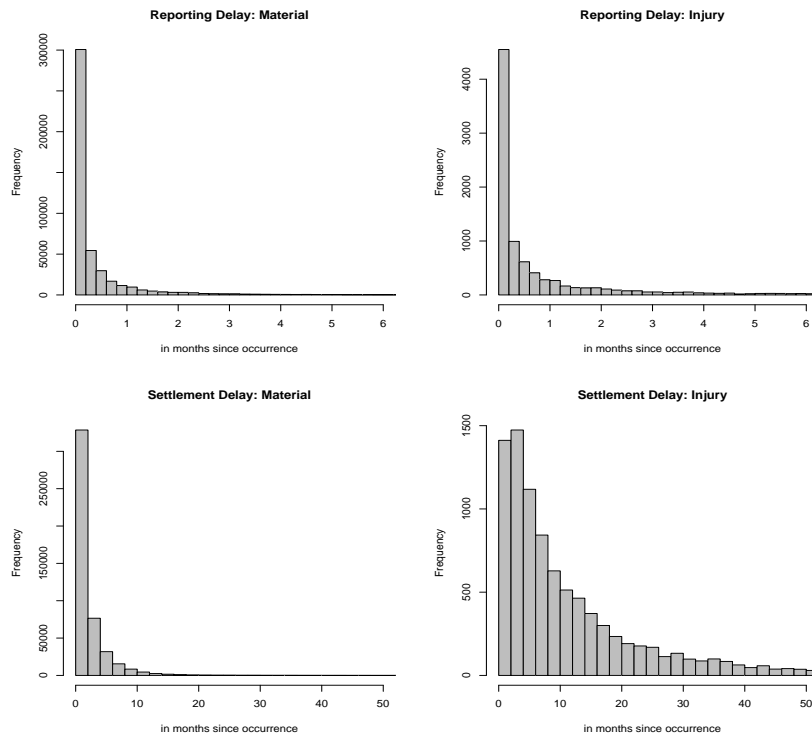 Reporting Delay: Material
Frequency
300000
200000
100000
50000
0
0 1 2 3 4 5 6
in months since occurrence
Reporting Delay: Injury
Frequency
4000
3000
2000
1000
0
0 1 2 3 4 5 6
in months since occurrence
Settlement Delay: Material
Frequency
250000
150000
50000
0
0 10 20 30 40 50
in months since occurrence
Settlement Delay: Injury
Frequency
1500
1000
500
0
0 10 20 30 40 50
in months since occurrence